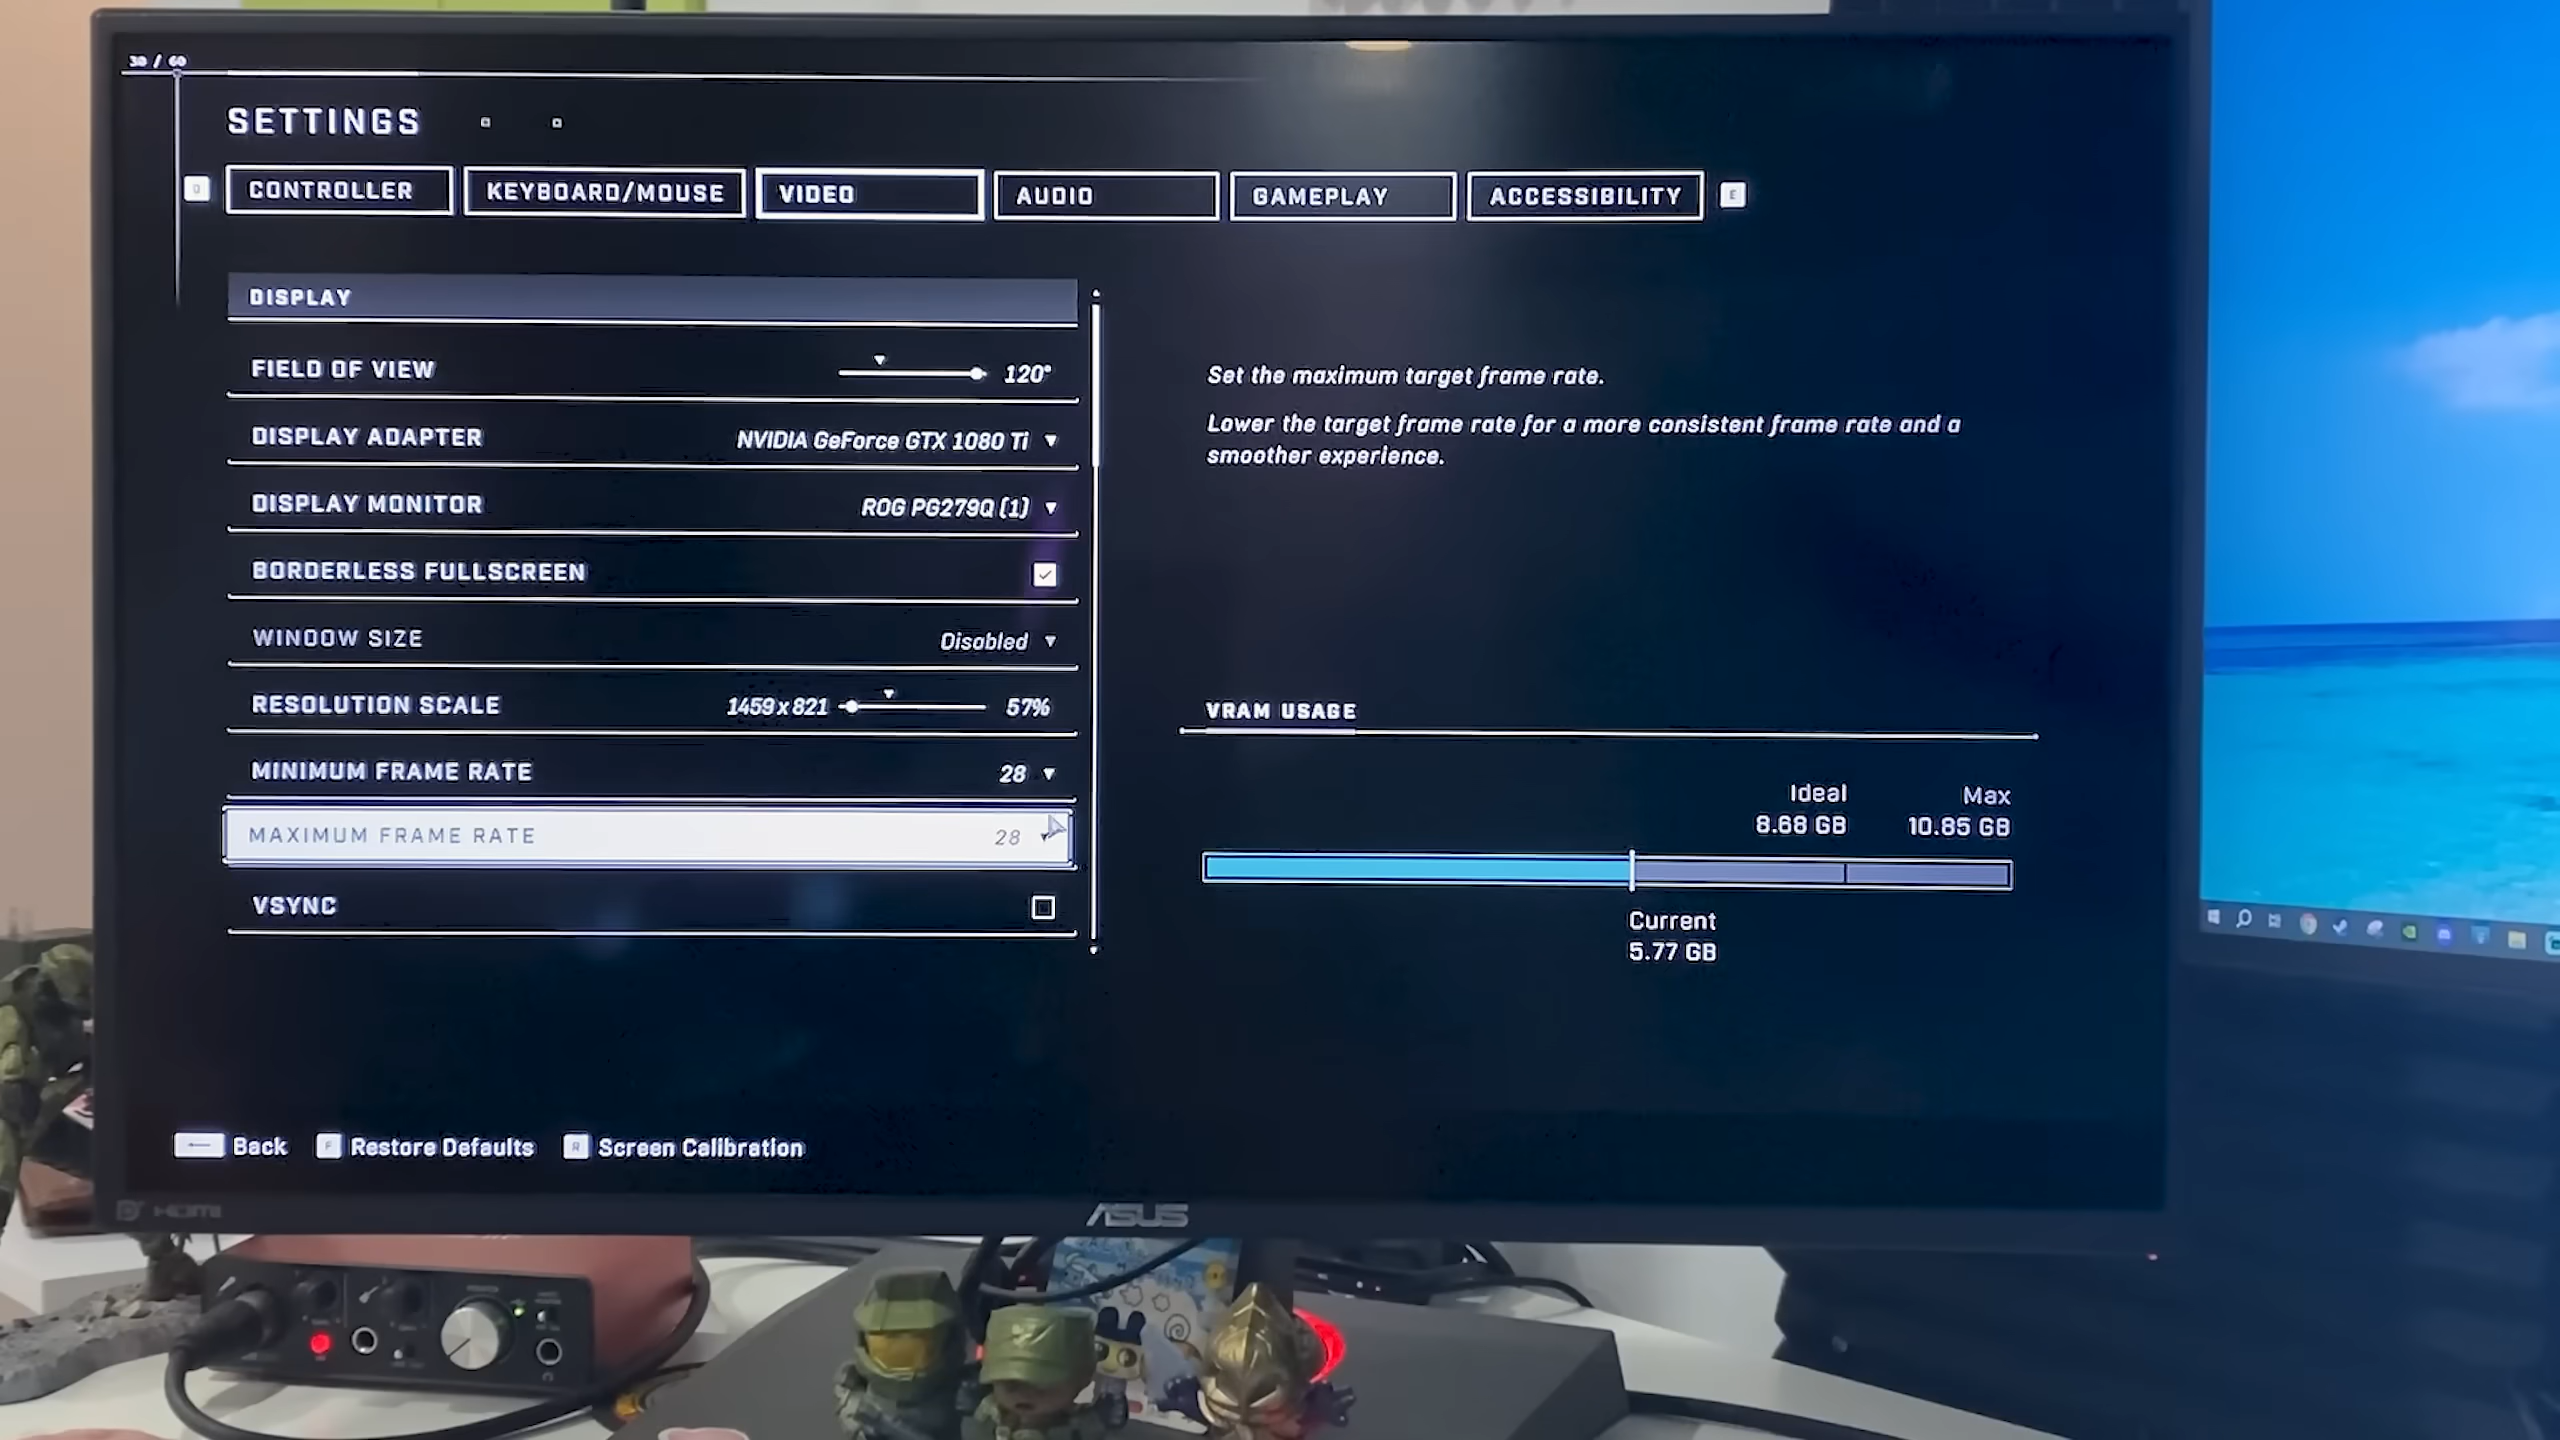 30 / 60
SETTINGS
Q CONTROLLER KEYBOARD/MOUSE VIDEO AUDIO GAMEPLAY ACCESSIBILITY E
DISPLAY
FIELD OF VIEW 120°
DISPLAY ADAPTER NVIDIA GeForce GTX 1080 Ti
DISPLAY MONITOR ROG PG279Q (1)
BORDERLESS FULLSCREEN
WINDOW SIZE Disabled
RESOLUTION SCALE 1459x821 57%
MINIMUM FRAME RATE 28
MAXIMUM FRAME RATE 28
VSYNC
Set the maximum target frame rate.
Lower the target frame rate for a more consistent frame rate and a
smoother experience.
VRAM USAGE
Ideal Max
8.68 GB 10.85 GB
Current
5.77 GB
Back F Restore Defaults R Screen Calibration
HDMI
ASUS